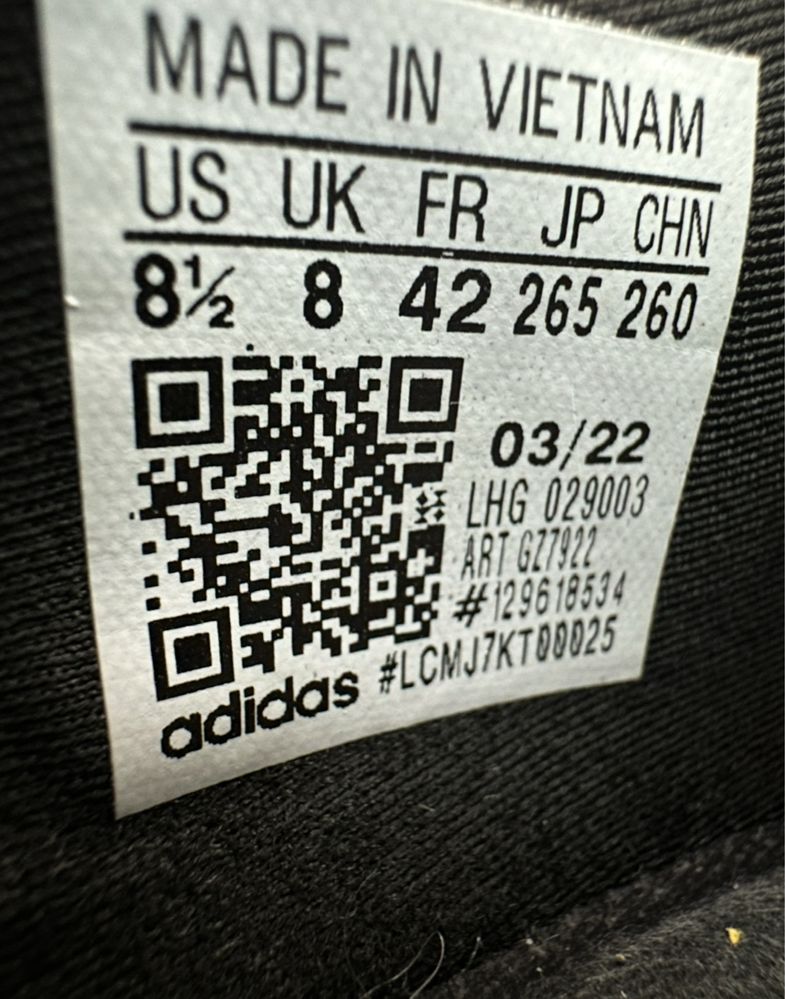 MADE IN VIETNAM
US UK FR JP CHN
8½ 8 42 265 260
03/22
LHG 029003
ART GZ7922
#129618534
#LCMJ7KT00025
adidas